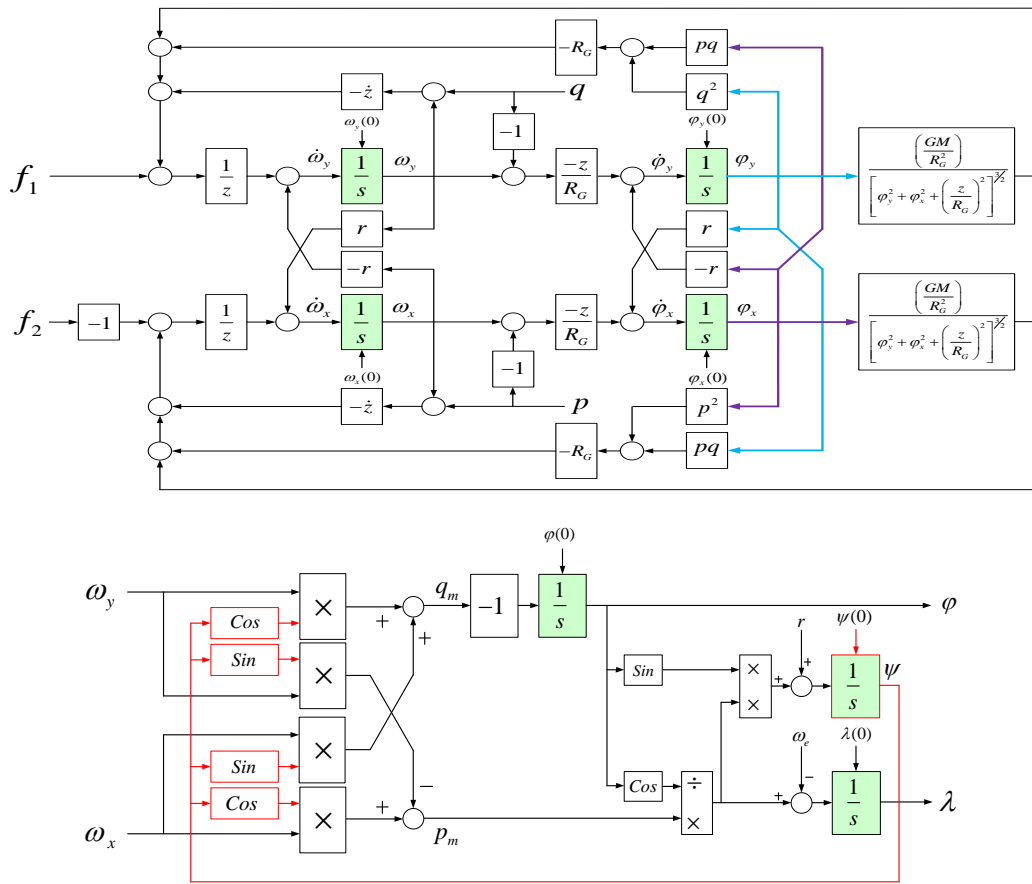 −R_G
pq
−ż
q
q²
ω_y(0)
φ_y(0)
−1
f₁
1/z
ω̇_y
1/s
ω_y
−z/R_G
φ̇_y
1/s
φ_y
(GM/R_G²) / [φ_y² + φ_x² + (z/R_G)²]^{3/2}
r
r
−r
−r
f₂
−1
1/z
ω̇_x
1/s
ω_x
−z/R_G
φ̇_x
1/s
φ_x
(GM/R_G²) / [φ_y² + φ_x² + (z/R_G)²]^{3/2}
−1
ω_x(0)
φ_x(0)
−ż
p
p²
−R_G
pq
φ(0)
ω_y
×
+
q_m
−1
1/s
φ
Cos
+
r
ψ(0)
Sin
×
Sin
×
×
+
+
1/s
ψ
×
ω_e
λ(0)
Sin
−
Cos
÷
×
+
−
1/s
λ
Cos
×
+
ω_x
p_m